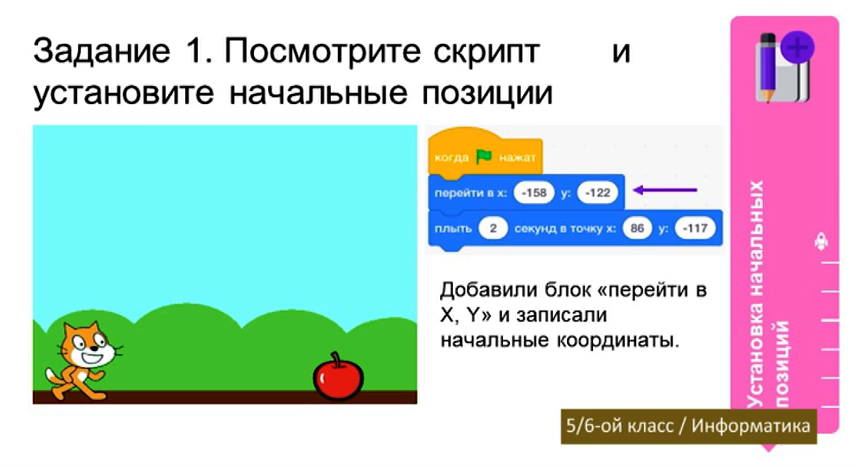 Задание 1. Посмотрите скрипт и
установите начальные позиции
когда нажат
перейти в x: -158 y: -122
плыть 2 секунд в точку x: 86 y: -117
Добавили блок «перейти в
X, Y» и записали
начальные координаты.
Установка начальных
позиций
5/6-ой класс / Информатика